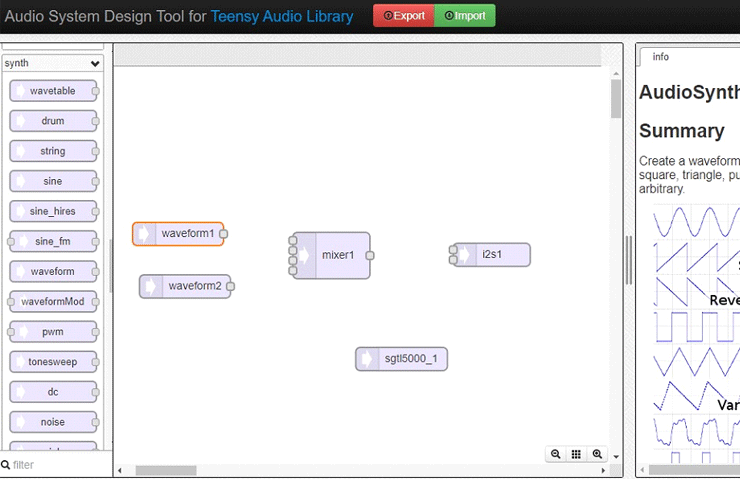 Audio System Design Tool for Teensy Audio Library
Export
Import
synth
wavetable
drum
string
sine
sine_hires
sine_fm
waveform
waveformMod
pwm
tonesweep
dc
noise
filter
waveform1
waveform2
mixer1
i2s1
sgtl5000_1
info
AudioSynth
Summary
Create a waveform
square, triangle, pu
arbitrary.
Reve
Var